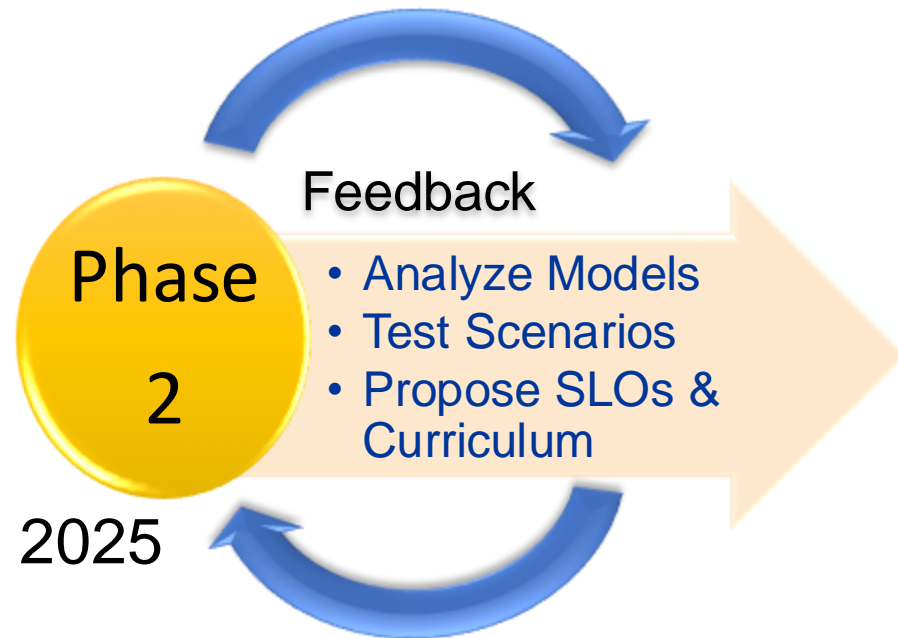 Feedback
Phase
2
• Analyze Models
• Test Scenarios
• Propose SLOs &
Curriculum
2025